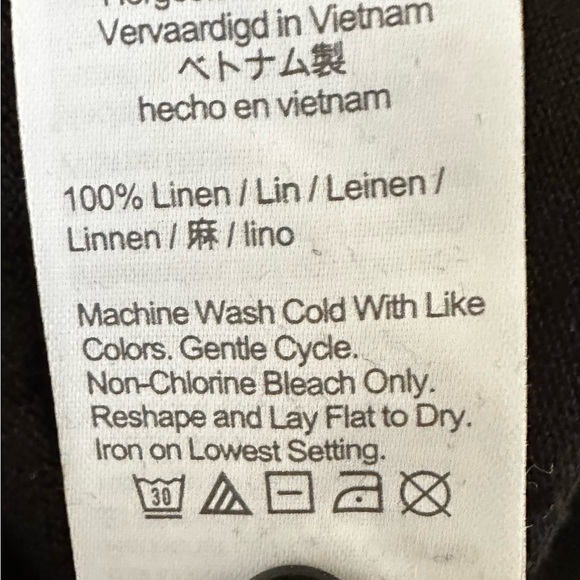 Vervaardigd in Vietnam
ベトナム製
hecho en vietnam
100% Linen / Lin / Leinen /
Linnen / 麻 / lino
Machine Wash Cold With Like
Colors. Gentle Cycle.
Non-Chlorine Bleach Only.
Reshape and Lay Flat to Dry.
Iron on Lowest Setting.
30